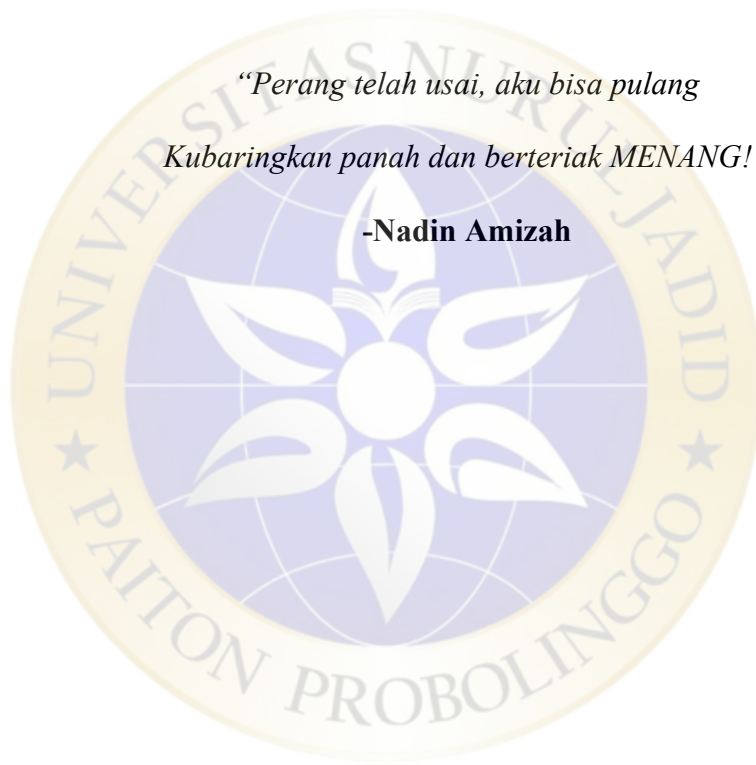 “Perang telah usai, aku bisa pulang
Kubaringkan panah dan berteriak MENANG!
-Nadin Amizah
UNIVERSITAS NURUL JADID
★ PAITON PROBOLINGGO ★